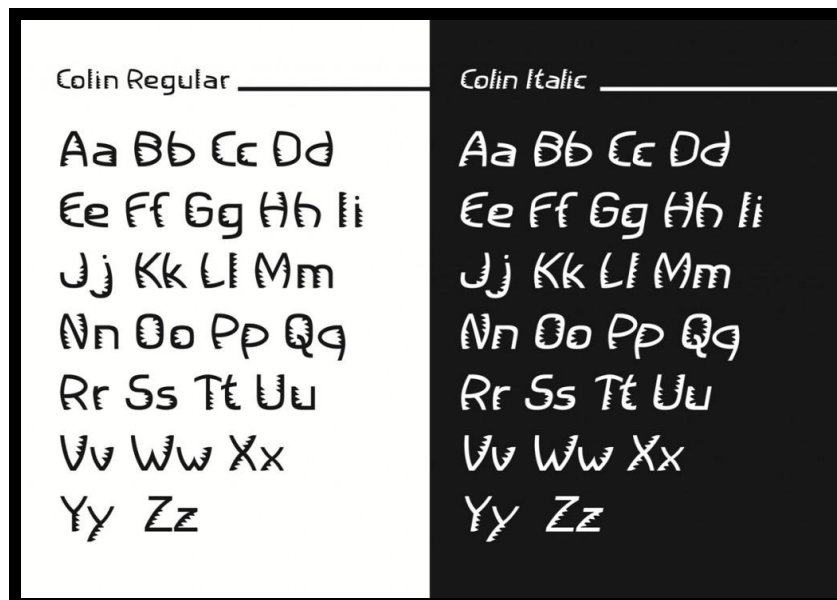 Colin Regular
Aa Bb Cc Dd
Ee Ff Gg Hh Ii
Jj Kk Ll Mm
Nn Oo Pp Qq
Rr Ss Tt Uu
Vv Ww Xx
Yy Zz
Colin Italic
Aa Bb Cc Dd
Ee Ff Gg Hh Ii
Jj Kk Ll Mm
Nn Oo Pp Qq
Rr Ss Tt Uu
Vv Ww Xx
Yy Zz